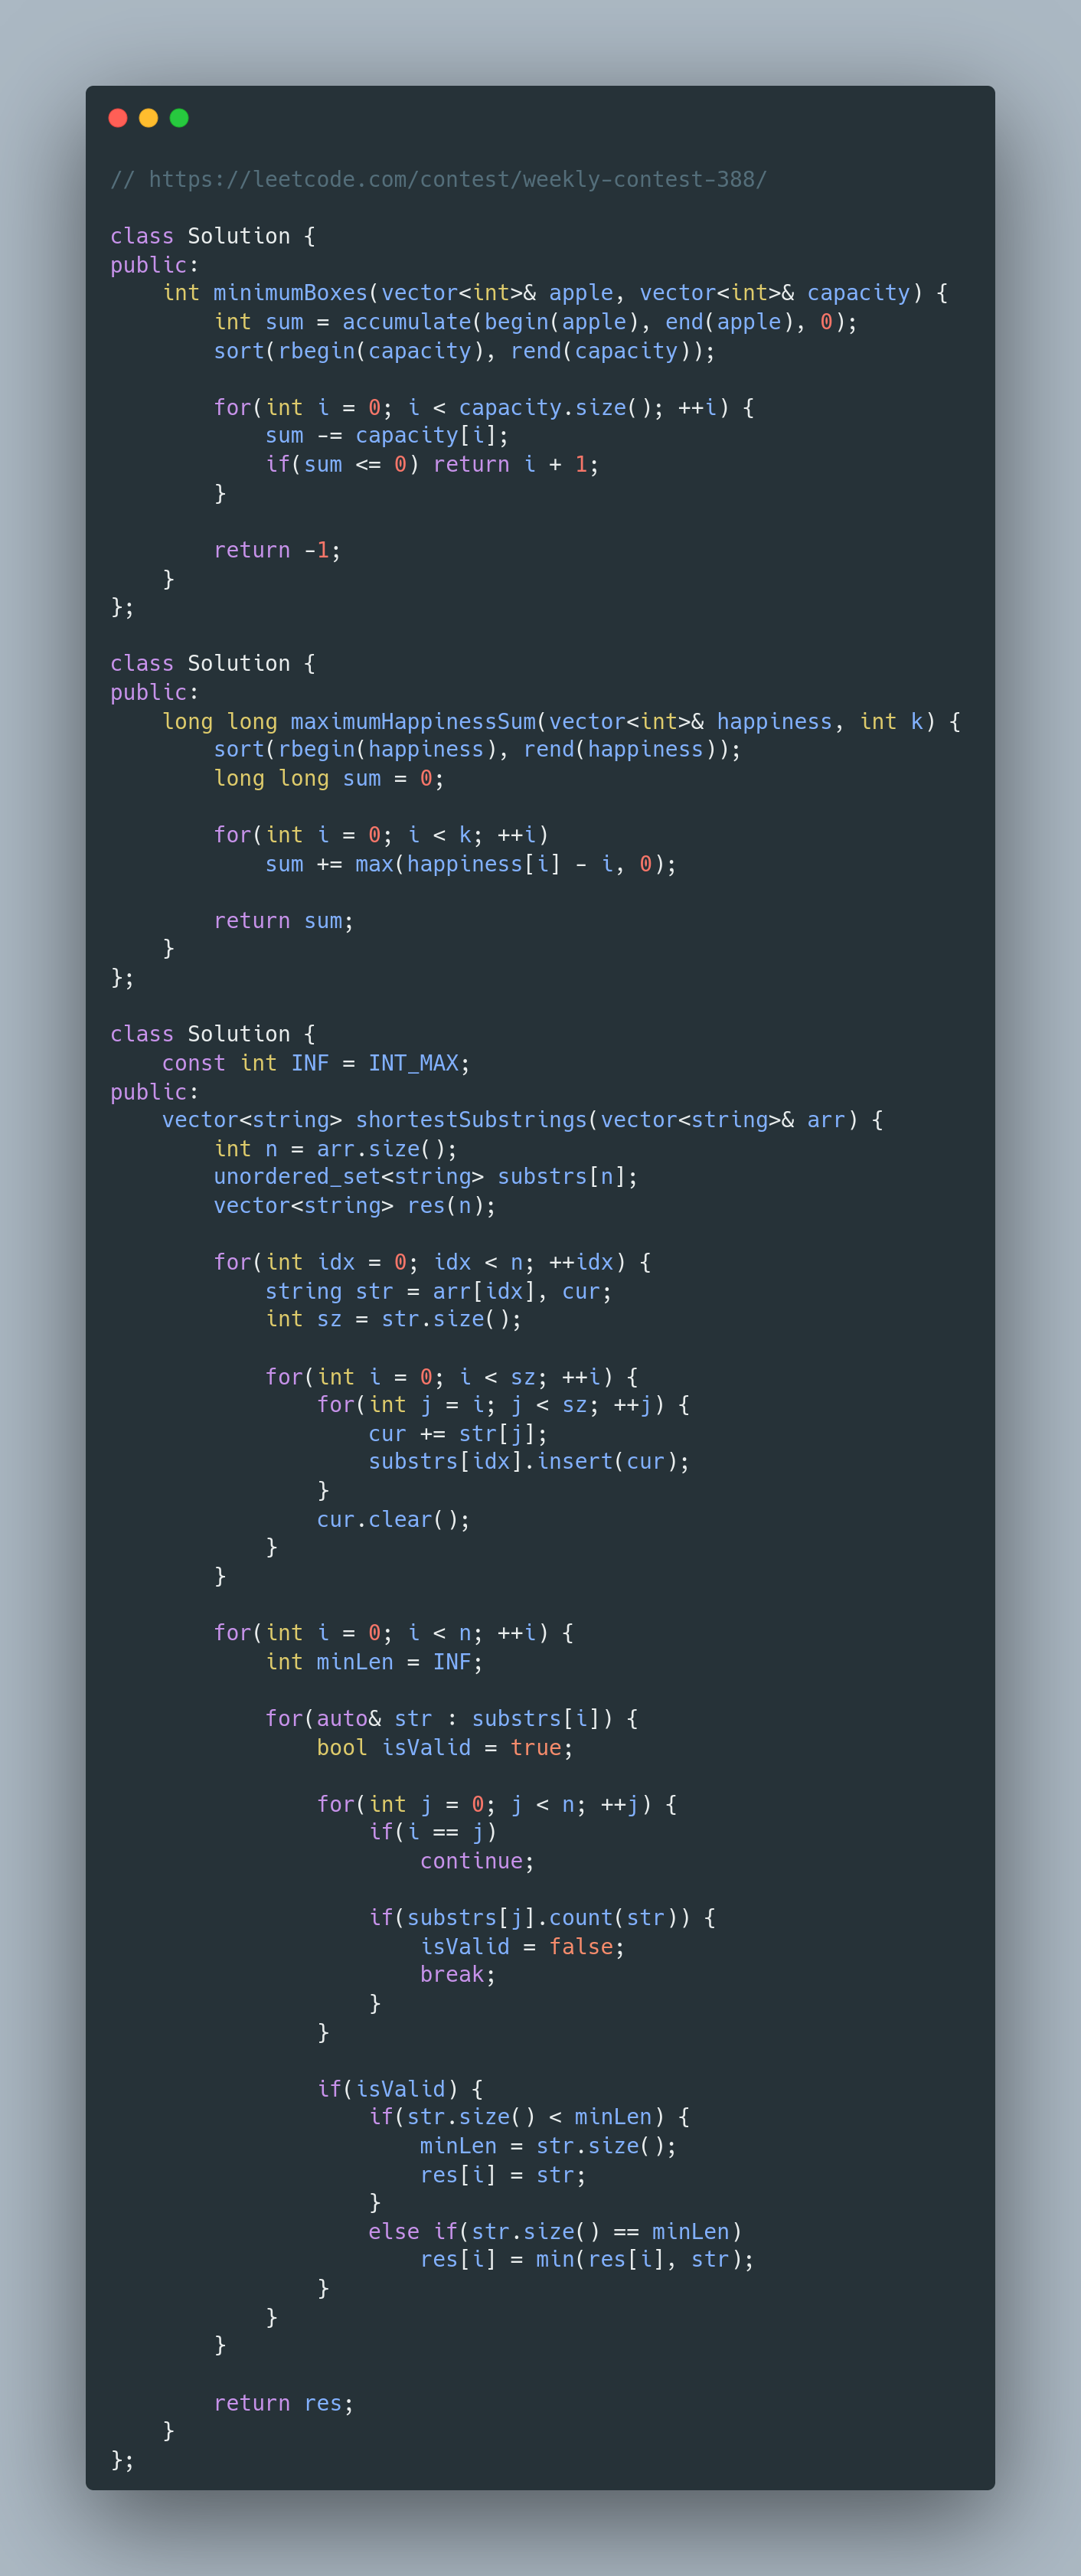 // https://leetcode.com/contest/weekly-contest-388/

class Solution {
public:
    int minimumBoxes(vector<int>& apple, vector<int>& capacity) {
        int sum = accumulate(begin(apple), end(apple), 0);
        sort(rbegin(capacity), rend(capacity));

        for(int i = 0; i < capacity.size(); ++i) {
            sum -= capacity[i];
            if(sum <= 0) return i + 1;
        }

        return -1;
    }
};

class Solution {
public:
    long long maximumHappinessSum(vector<int>& happiness, int k) {
        sort(rbegin(happiness), rend(happiness));
        long long sum = 0;

        for(int i = 0; i < k; ++i)
            sum += max(happiness[i] - i, 0);

        return sum;
    }
};

class Solution {
    const int INF = INT_MAX;
public:
    vector<string> shortestSubstrings(vector<string>& arr) {
        int n = arr.size();
        unordered_set<string> substrs[n];
        vector<string> res(n);

        for(int idx = 0; idx < n; ++idx) {
            string str = arr[idx], cur;
            int sz = str.size();

            for(int i = 0; i < sz; ++i) {
                for(int j = i; j < sz; ++j) {
                    cur += str[j];
                    substrs[idx].insert(cur);
                }
                cur.clear();
            }
        }

        for(int i = 0; i < n; ++i) {
            int minLen = INF;

            for(auto& str : substrs[i]) {
                bool isValid = true;

                for(int j = 0; j < n; ++j) {
                    if(i == j)
                        continue;

                    if(substrs[j].count(str)) {
                        isValid = false;
                        break;
                    }
                }

                if(isValid) {
                    if(str.size() < minLen) {
                        minLen = str.size();
                        res[i] = str;
                    }
                    else if(str.size() == minLen)
                        res[i] = min(res[i], str);
                }
            }
        }

        return res;
    }
};